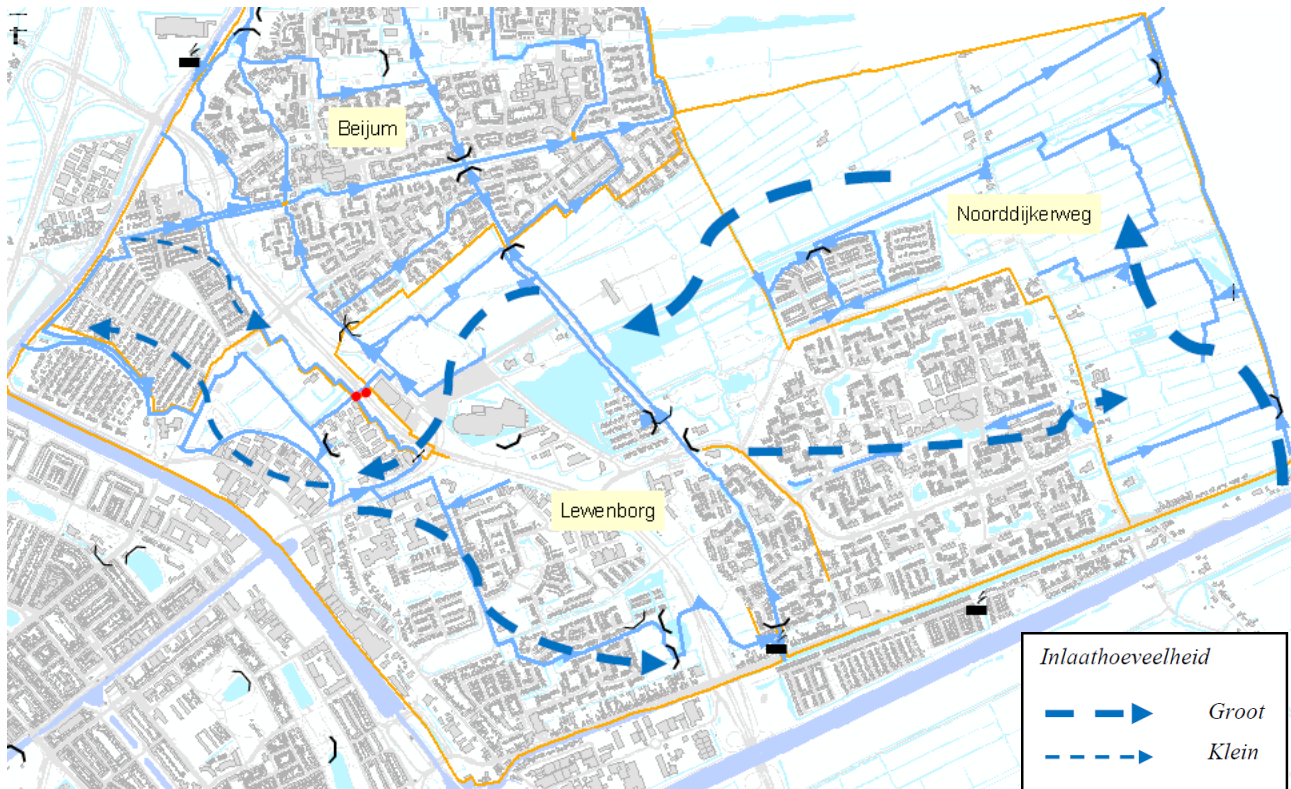 Beijum
Noorddijkerweg
Lewenborg
Inlaathoeveelheid
Groot
Klein